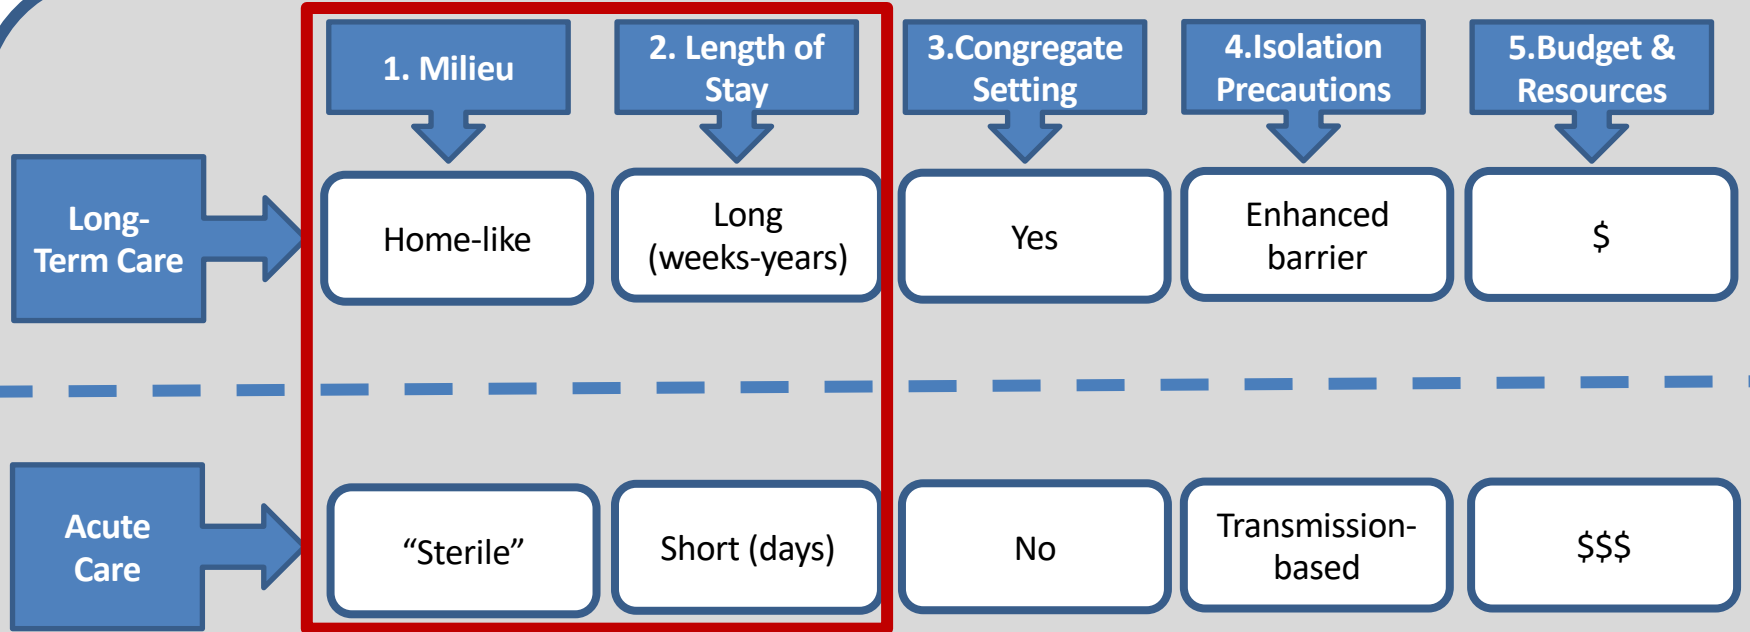 1. Milieu
2. Length of
Stay
3.Congregate
Setting
4.Isolation
Precautions
5.Budget &
Resources
Long-
Term Care
Home-like
Long
(weeks-years)
Yes
Enhanced
barrier
$
Acute
Care
“Sterile”
Short (days)
No
Transmission-
based
$$$